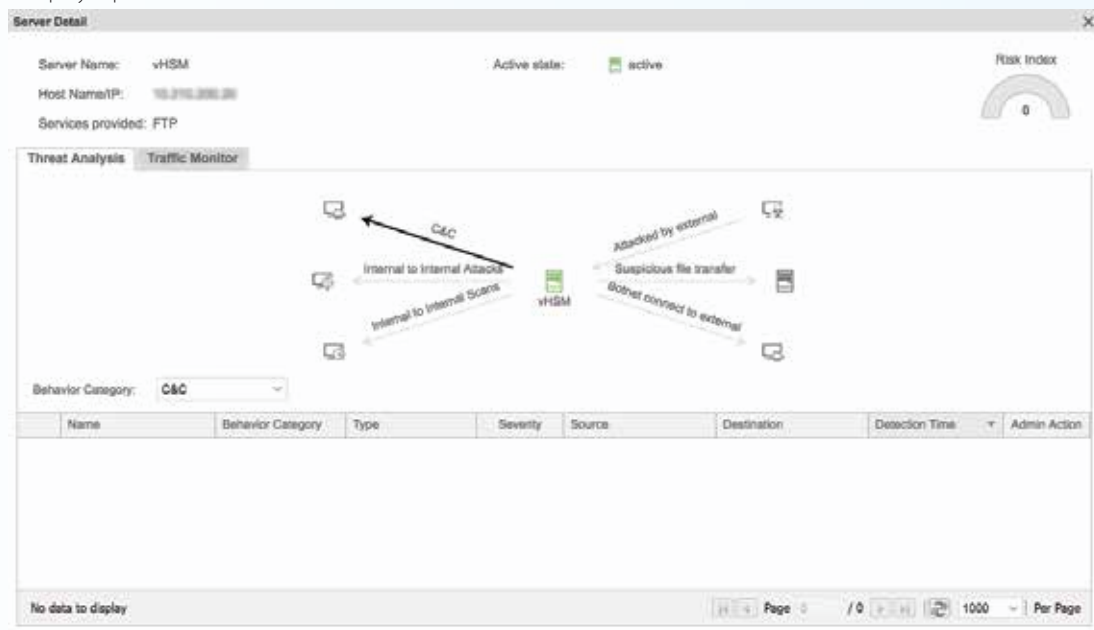 Server Detail
Server Name: vHSM
Active state: active
Risk Index
Host Name/IP:
0
Services provided: FTP
Threat Analysis Traffic Monitor
C&C
Attacked by external
Internal to Internal Attacks
Suspicious file transfer
Internal to Internal Scans
vHSM
Botnet connect to external
Behavior Category: C&C
Name Behavior Category Type Severity Source Destination Detection Time Admin Action
No data to display
Page 0 / 0 1000 Per Page